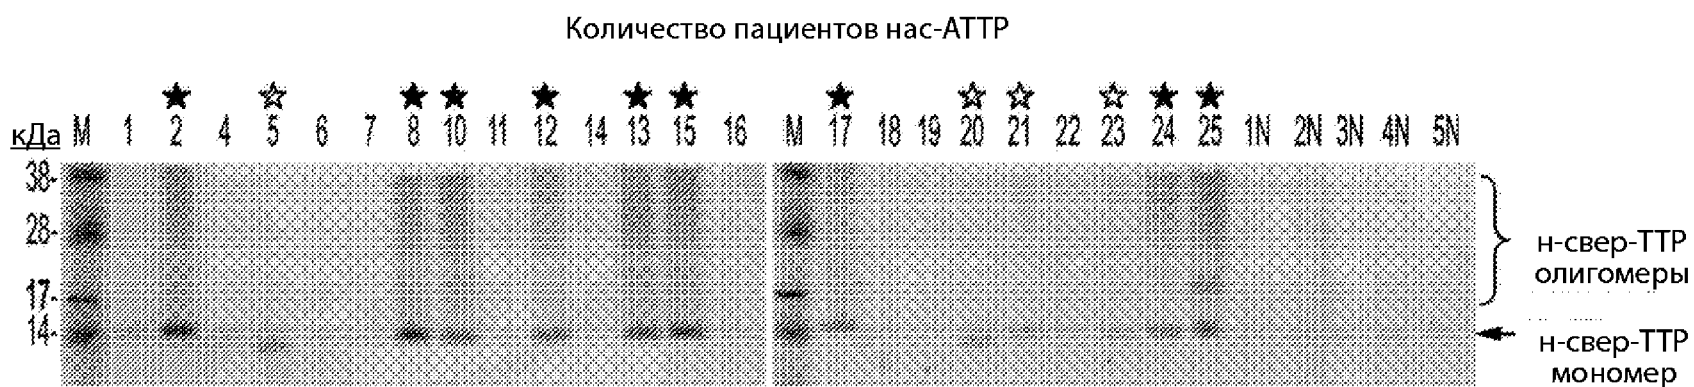 Количество пациентов нас-АТТР
кДа M 1 2 4 5 6 7 8 10 11 12 14 13 15 16 M 17 18 19 20 21 22 23 24 25 1N 2N 3N 4N 5N
38-
28-
17-
14-
н-свер-ТТР
олигомеры
н-свер-ТТР
мономер